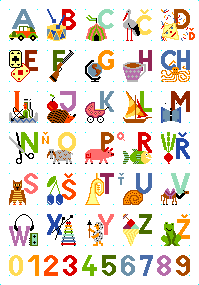 A B C Č D Ď
E F G H CH
I J K L M
N Ň O P Q R Ř
S Š T Ť U V
W X Y Z Ž
0 1 2 3 4 5 6 7 8 9